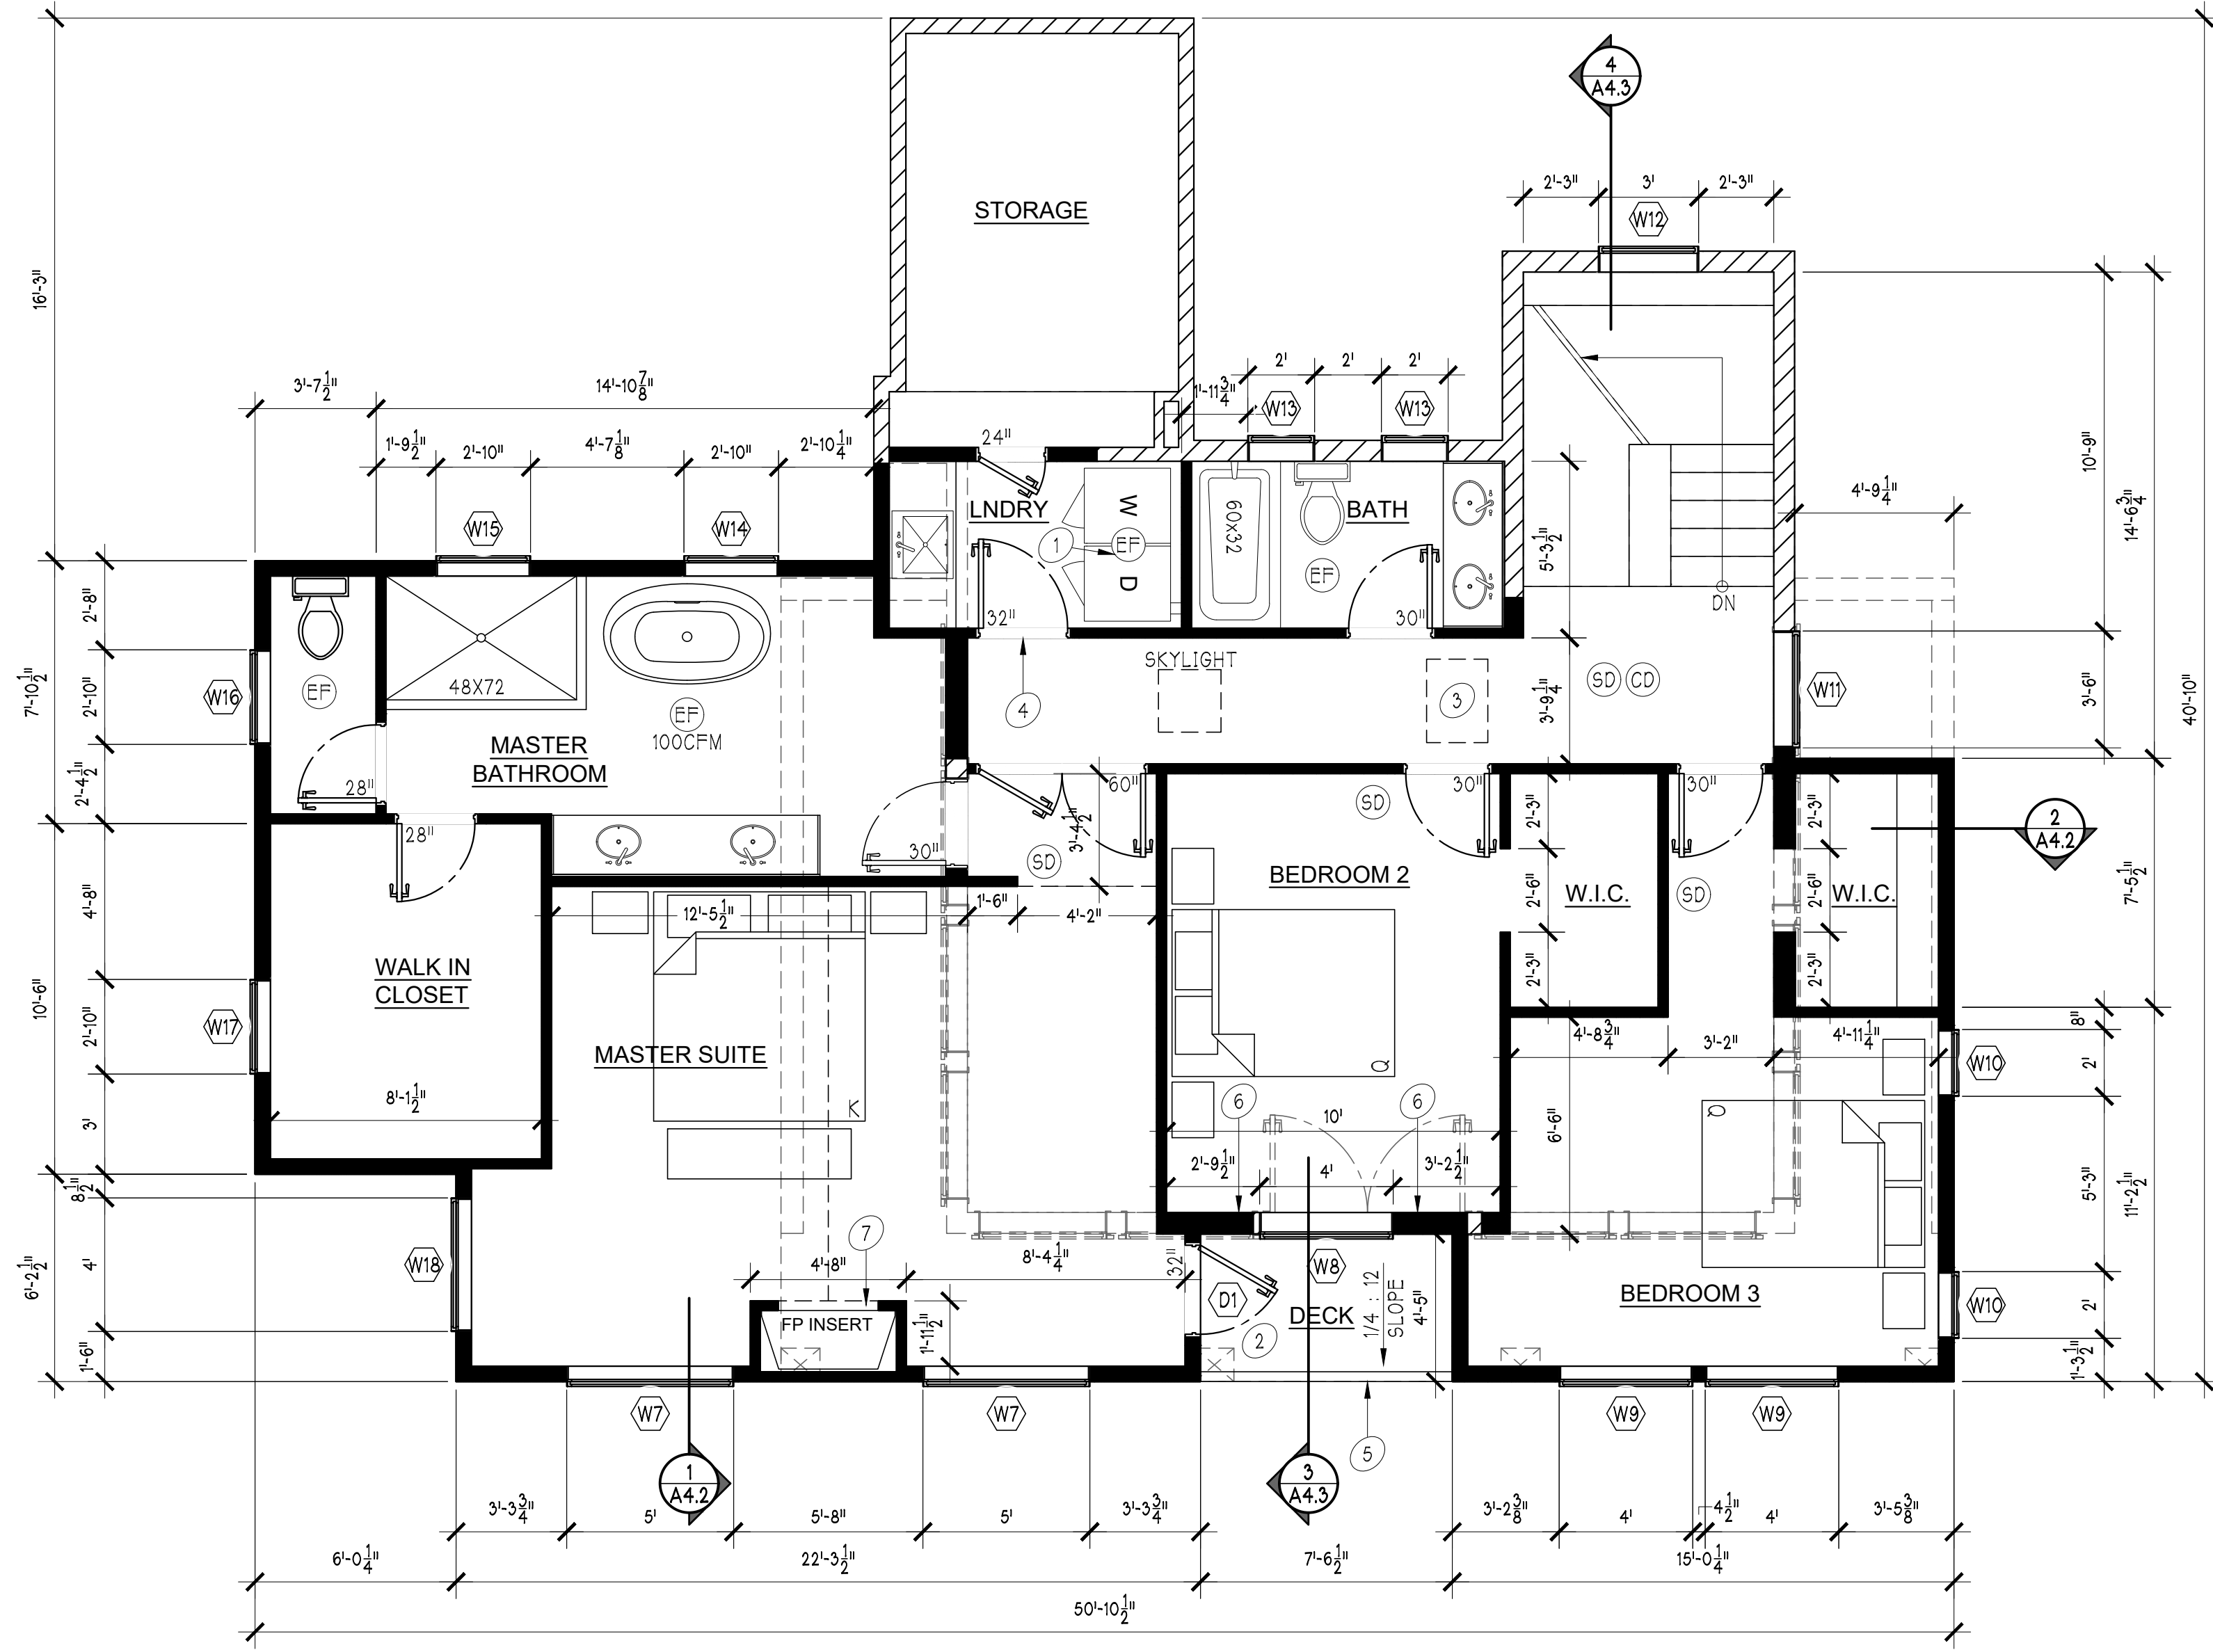 4
A4.3
2'-3"
3'
2'-3"
W12
STORAGE
16'-3"
3'-7 1/2"
14'-10 7/8"
2'
2'
2'
1'-11 3/4"
W13
W13
1'-9 1/2"
2'-10"
4'-7 1/8"
2'-10"
2'-10 1/4"
24"
10'-9"
14'-6 3/4"
4'-9 1/4"
W15
W14
LNDRY
W
1
EF
D
60x32
BATH
EF
5'-3 1/2"
DN
32"
30"
2'-8"
7'-10 1/2"
2'-10"
2'-4 1/2"
W16
EF
48X72
EF
100CFM
MASTER
BATHROOM
28"
28"
30"
SKYLIGHT
4
3
3'-9 1/4"
SD
CD
W11
3'-6"
40'-10"
60"
3'-4 1/2"
SD
SD
30"
30"
2'-3"
2'-3"
2
A4.2
BEDROOM 2
W.I.C.
2'-6"
SD
2'-6"
W.I.C.
7'-5 1/2"
4'-8"
12'-5 1/2"
1'-6"
4'-2"
2'-3"
2'-3"
WALK IN
CLOSET
10'-6"
2'-10"
W17
MASTER SUITE
K
Q
4'-8 3/4"
3'-2"
4'-11 1/4"
8"
2'
W10
8'-1 1/2"
3'
6
6
10'
6'-6"
Q
2'-9 1/2"
4'
3'-2 1/2"
5'-3"
11'-2 1/2"
8 1/2"
6'-2 1/2"
4'
W18
7
4'-8"
8'-4 1/4"
32"
W8
D1
DECK
2
1/4 : 12
SLOPE
4'-5"
BEDROOM 3
2'
W10
FP INSERT
1'-11 1/2"
1'-6"
1'-3 1/2"
W7
W7
W9
W9
5
1
A4.2
3
A4.3
3'-3 3/4"
5'
5'-8"
5'
3'-3 3/4"
3'-2 3/8"
4'
4 1/2"
4'
3'-5 3/8"
6'-0 1/4"
22'-3 1/2"
7'-6 1/2"
15'-0 1/4"
50'-10 1/2"